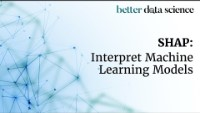 better data science
SHAP:
Interpret Machine
Learning Models